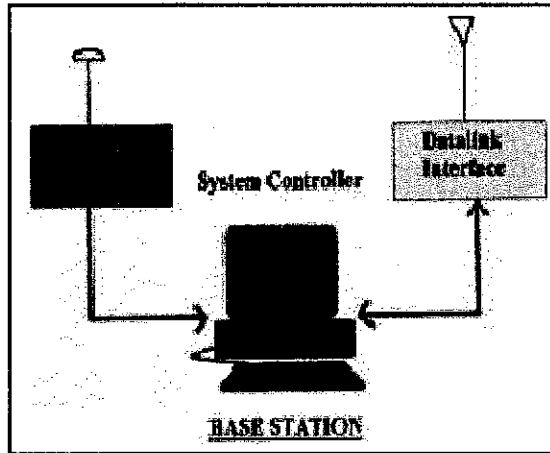 Datalink
Interface
System Controller
BASE STATION